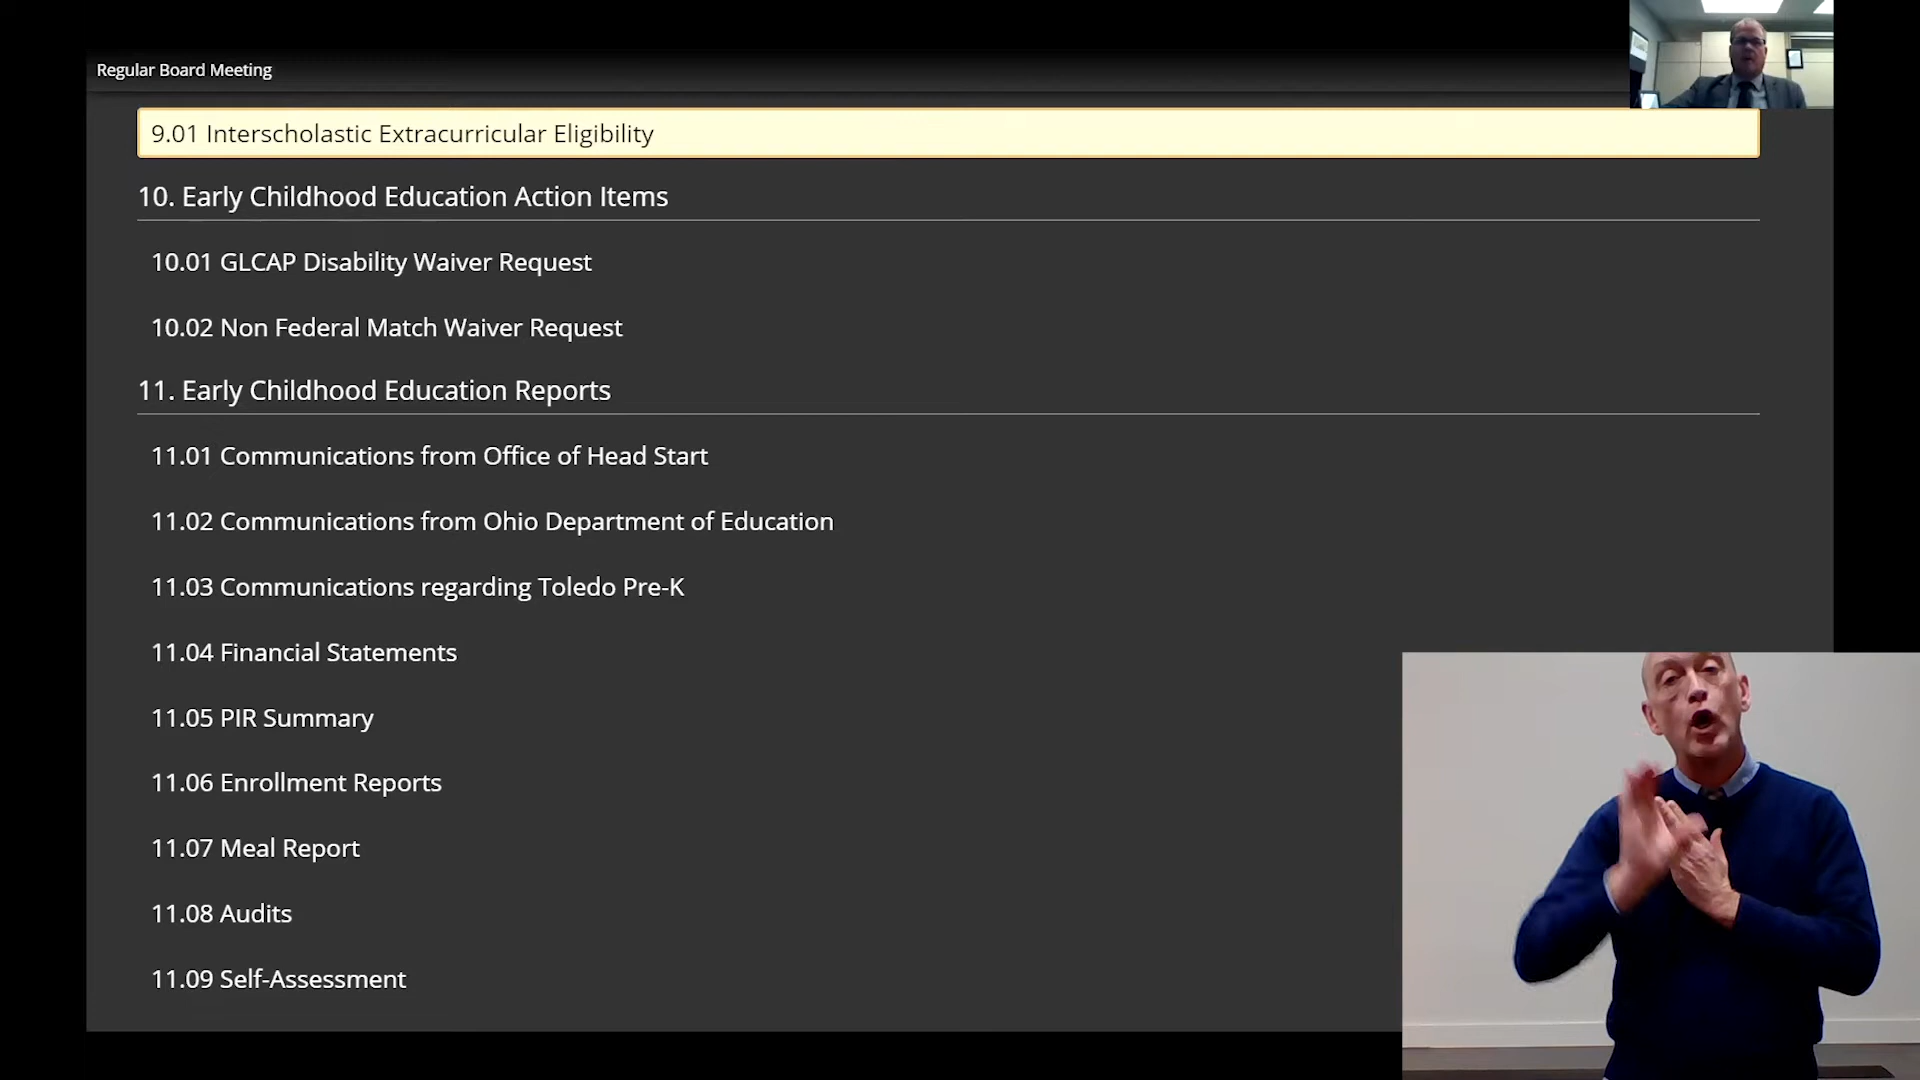 Regular Board Meeting
9.01 Interscholastic Extracurricular Eligibility
10. Early Childhood Education Action Items
10.01 GLCAP Disability Waiver Request
10.02 Non Federal Match Waiver Request
11. Early Childhood Education Reports
11.01 Communications from Office of Head Start
11.02 Communications from Ohio Department of Education
11.03 Communications regarding Toledo Pre-K
11.04 Financial Statements
11.05 PIR Summary
11.06 Enrollment Reports
11.07 Meal Report
11.08 Audits
11.09 Self-Assessment